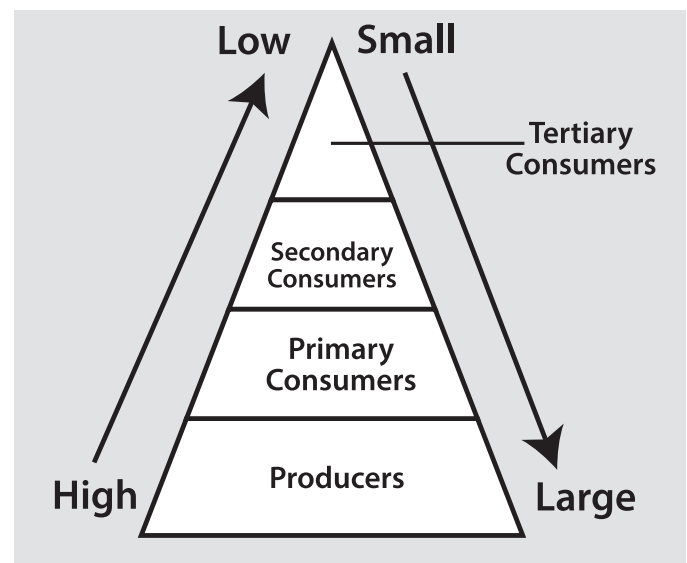 Low
Small
Tertiary
Consumers
Secondary
Consumers
Primary
Consumers
Producers
High
Large